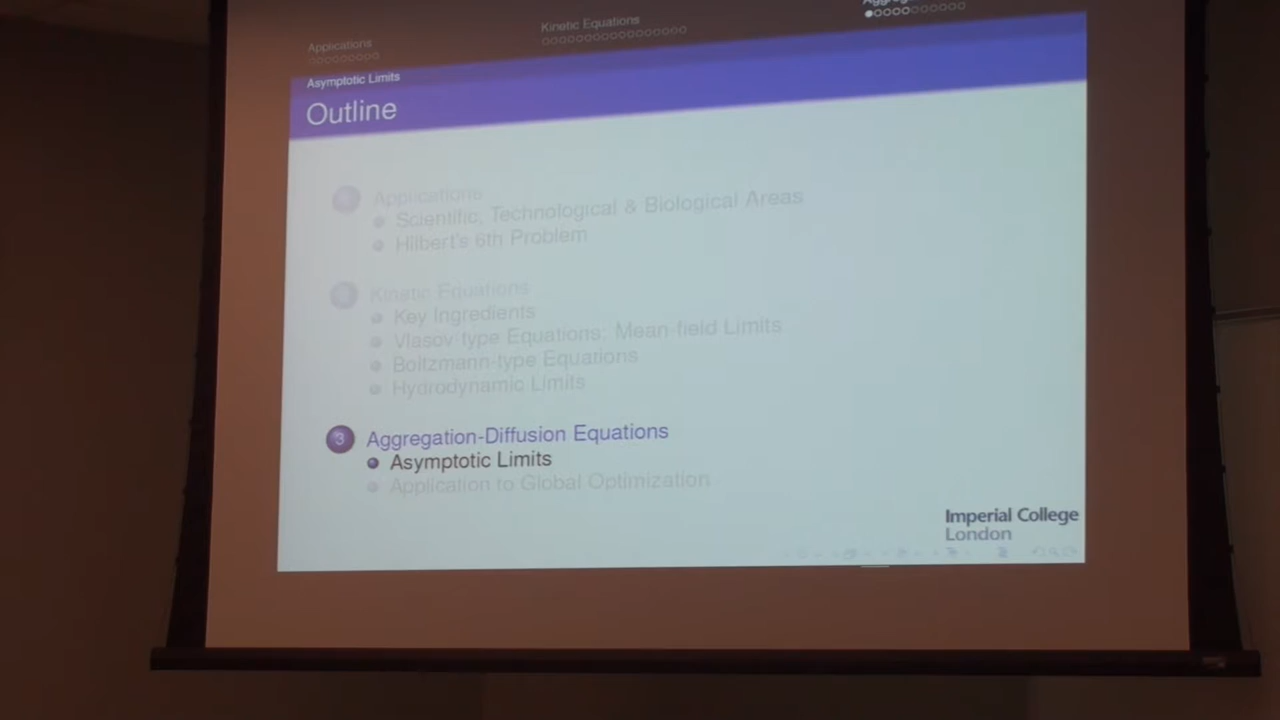 Applications
Kinetic Equations
Asymptotic Limits
Outline
Applications
Scientific, Technological & Biological Areas
Hilbert's 6th Problem
Kinetic Equations
Key Ingredients
Vlasov-type Equations: Mean-field Limits
Boltzmann-type Equations
Hydrodynamic Limits
3 Aggregation-Diffusion Equations
Asymptotic Limits
Application to Global Optimization
Imperial College
London